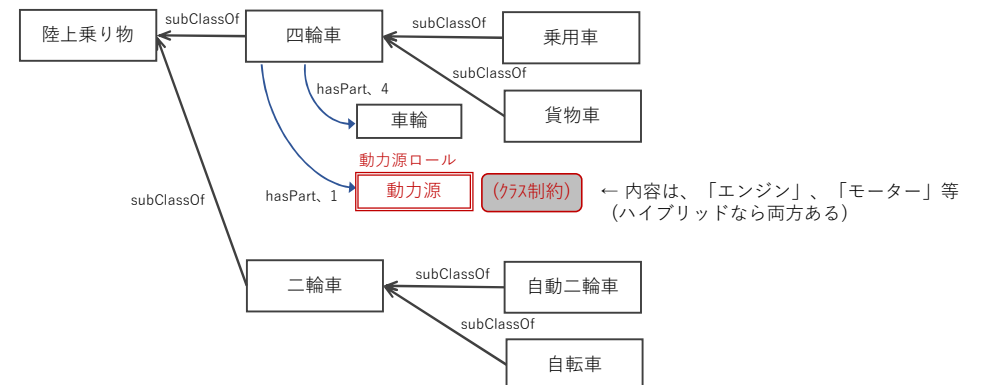 陸上乗り物
subClassOf
四輪車
subClassOf
乗用車
subClassOf
貨物車
hasPart、4
車輪
動力源ロール
動力源
(ｸﾗｽ制約)
← 内容は、「エンジン」、「モーター」等
（ハイブリッドなら両方ある）
hasPart、1
subClassOf
二輪車
subClassOf
自動二輪車
subClassOf
自転車